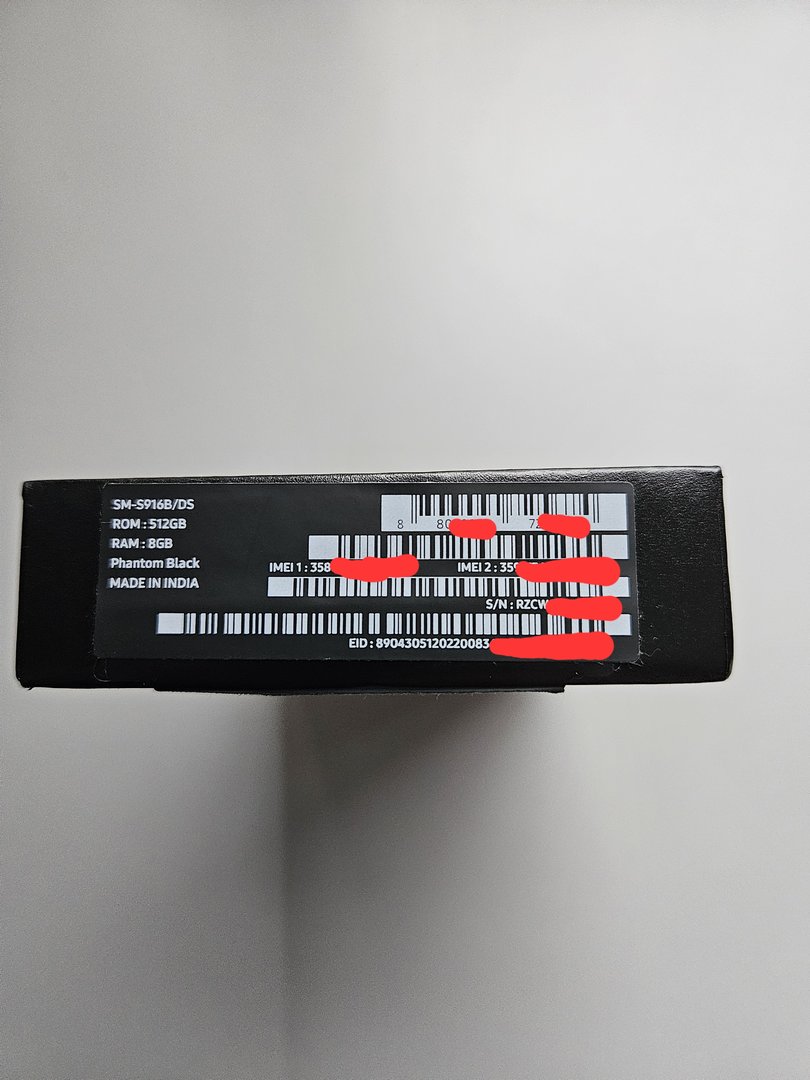 SM-S916B/DS
ROM : 512GB
RAM : 8GB
Phantom Black
MADE IN INDIA
8 80 72
IMEI 1 : 358 IMEI 2 : 359
S/N : RZCW
EID : 8904305120220083